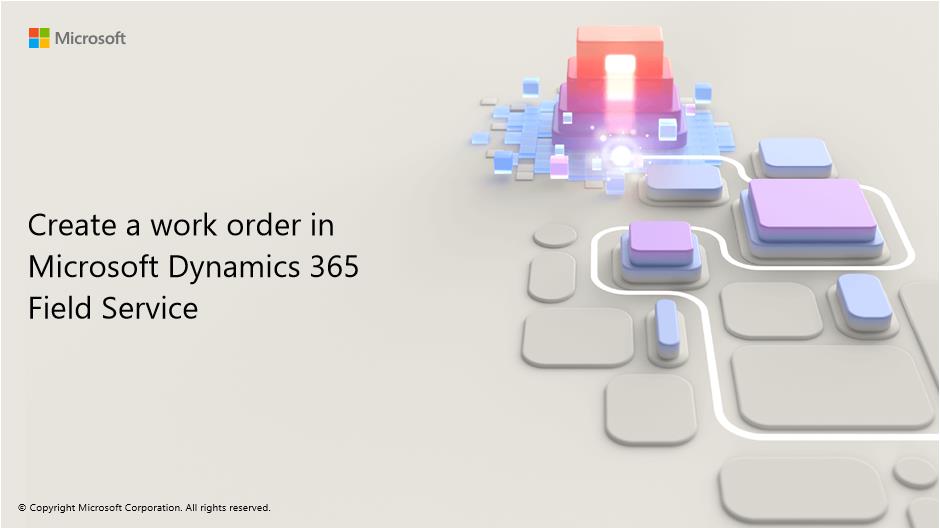 Microsoft
Create a work order in
Microsoft Dynamics 365
Field Service
© Copyright Microsoft Corporation. All rights reserved.